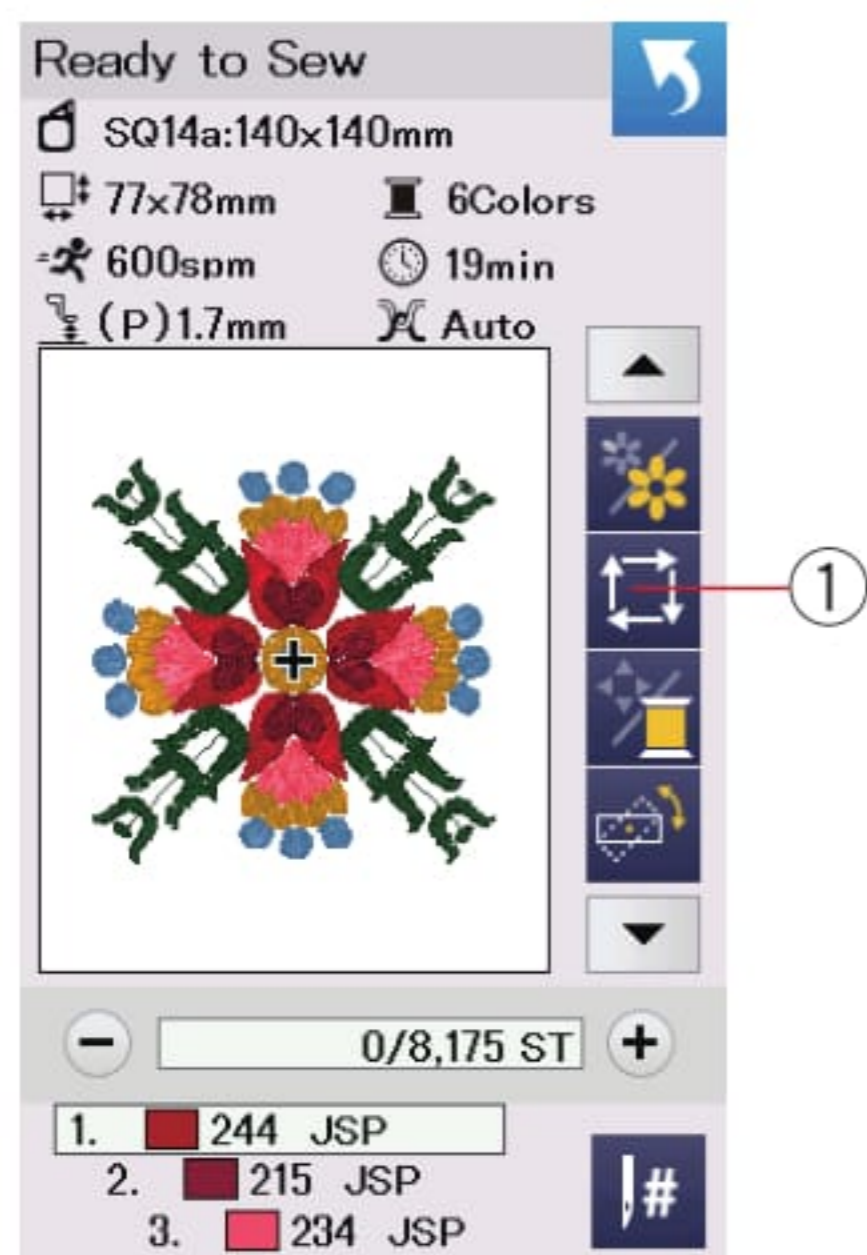 Ready to Sew
SQ14a:140x140mm
77x78mm 6Colors
600spm 19min
(P)1.7mm Auto
1
0/8,175 ST
1. 244 JSP
2. 215 JSP
3. 234 JSP
#